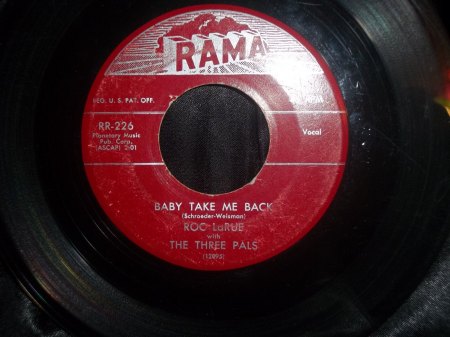 RAMA
REG. U. S. PAT. OFF.
RR-226
Planetary Music
Pub. Corp.
(ASCAP) 2:01
Vocal
BABY TAKE ME BACK
(Schroeder-Weisman)
ROC LaRUE
with
THE THREE PALS
(12095)